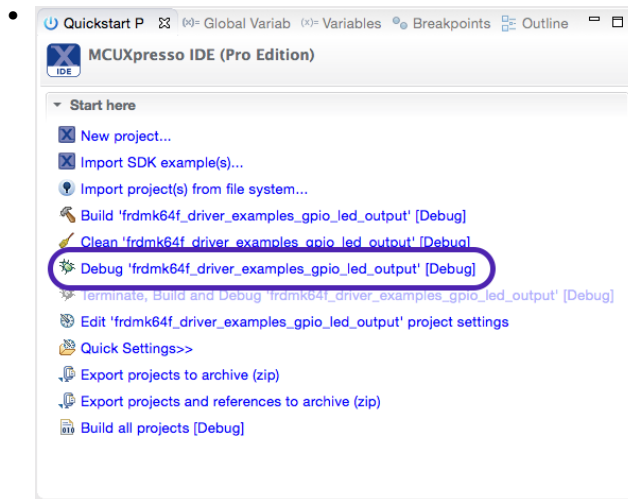 Quickstart P (x)= Global Variab (x)= Variables Breakpoints Outline
IDE MCUXpresso IDE (Pro Edition)
Start here
New project...
Import SDK example(s)...
Import project(s) from file system...
Build 'frdmk64f_driver_examples_gpio_led_output' [Debug]
Clean 'frdmk64f_driver_examples_gpio_led_output' [Debug]
Debug 'frdmk64f_driver_examples_gpio_led_output' [Debug]
Terminate, Build and Debug 'frdmk64f_driver_examples_gpio_led_output' [Debug]
Edit 'frdmk64f_driver_examples_gpio_led_output' project settings
Quick Settings>>
Export projects to archive (zip)
Export projects and references to archive (zip)
010 Build all projects [Debug]